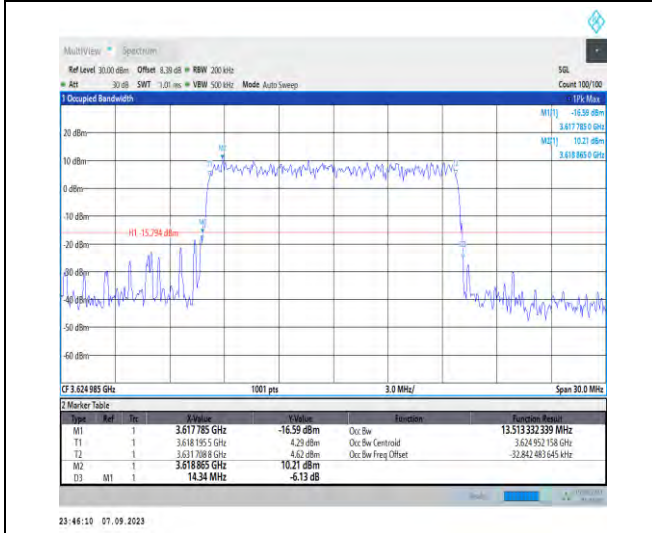 MultiView Spectrum
Ref Level 30.00 dBm Offset 8.39 dB RBW 200 kHz SGL
Att 30 dB SWT 1.01 ms VBW 500 kHz Mode Auto Sweep Count 100/100
1 Occupied Bandwidth 1Pk Max
M1[1] -16.59 dBm
3.617 785 0 GHz
M2[1] 10.21 dBm
3.618 865 0 GHz
20 dBm
M2
10 dBm
T1
0 dBm
-10 dBm
H1 -15.794 dBm
-20 dBm
-30 dBm
-40 dBm
-50 dBm
-60 dBm
CF 3.624 985 GHz 1001 pts 3.0 MHz/ Span 30.0 MHz
2 Marker Table
Type Ref Trc X-Value Y-Value Function Function Result
M1 1 3.617 785 GHz -16.59 dBm Occ Bw 13.513 332 339 MHz
T1 1 3.618 195 5 GHz 4.29 dBm Occ Bw Centroid 3.624 952 158 GHz
T2 1 3.631 708 8 GHz 4.62 dBm Occ Bw Freq Offset -32.842 483 645 kHz
M2 1 3.618 865 GHz 10.21 dBm
D3 M1 1 14.34 MHz -6.13 dB
23:46:10 07.09.2023